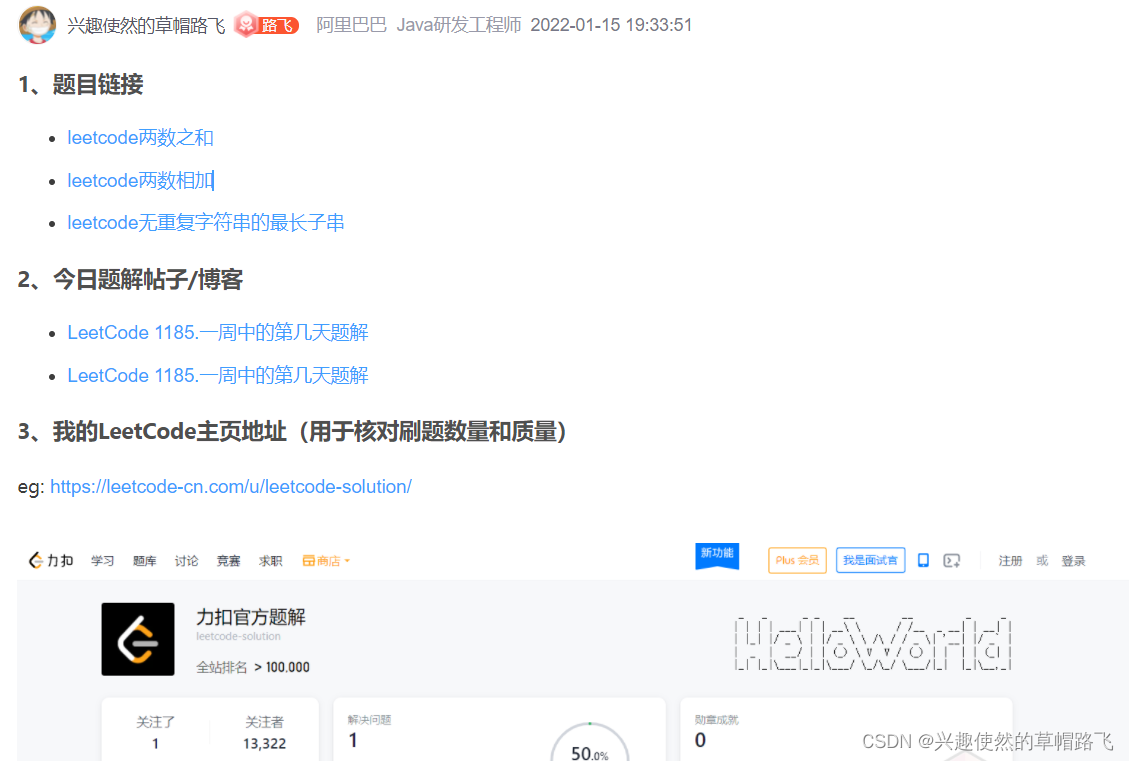 兴趣使然的草帽路飞 路飞 阿里巴巴 Java研发工程师 2022-01-15 19:33:51
1、题目链接
leetcode两数之和
leetcode两数相加
leetcode无重复字符串的最长子串
2、今日题解帖子/博客
LeetCode 1185.一周中的第几天题解
LeetCode 1185.一周中的第几天题解
3、我的LeetCode主页地址（用于核对刷题数量和质量）
eg: https://leetcode-cn.com/u/leetcode-solution/
力扣 学习 题库 讨论 竞赛 求职 商店 新功能 Plus 会员 我是面试官 注册 或 登录
力扣官方题解
leetcode-solution
HelloWorld
全站排名 > 100.000
关注了 关注者 解决问题 勋章成就
1 13,322 1 0
50.0%
CSDN @兴趣使然的草帽路飞